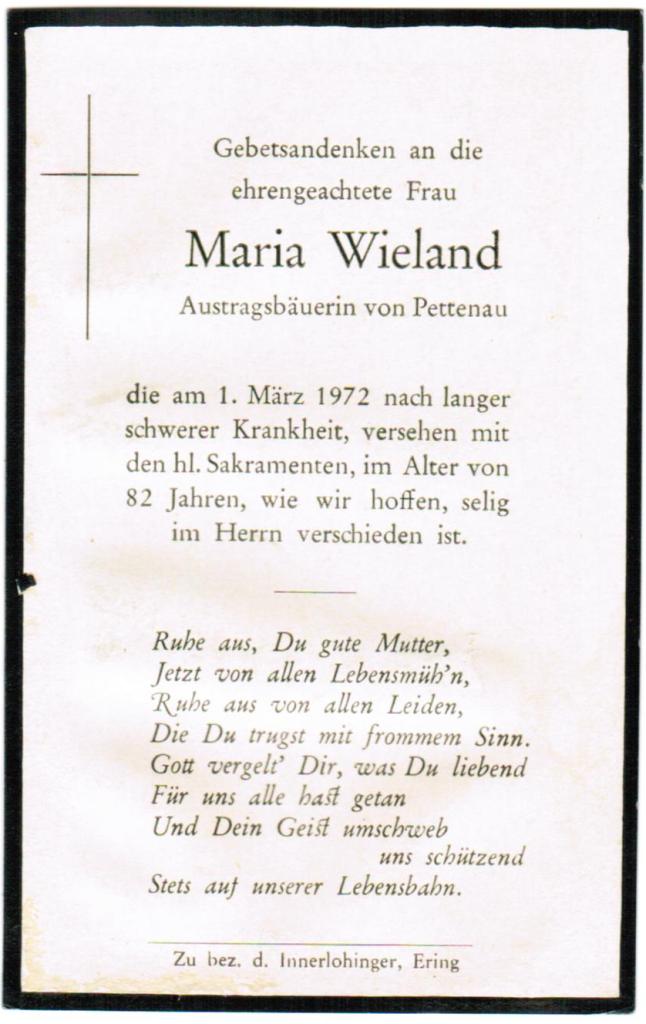 Gebetsandenken an die
ehrengeachtete Frau
Maria Wieland
Austragsbäuerin von Pettenau
die am 1. März 1972 nach langer
schwerer Krankheit, versehen mit
den hl. Sakramenten, im Alter von
82 Jahren, wie wir hoffen, selig
im Herrn verschieden ist.
Ruhe aus, Du gute Mutter,
Jetzt von allen Lebensmüh'n,
Ruhe aus von allen Leiden,
Die Du trugst mit frommem Sinn.
Gott vergelt' Dir, was Du liebend
Für uns alle hast getan
Und Dein Geist umschweb
uns schützend
Stets auf unserer Lebensbahn.
Zu bez. d. Innerlohinger, Ering